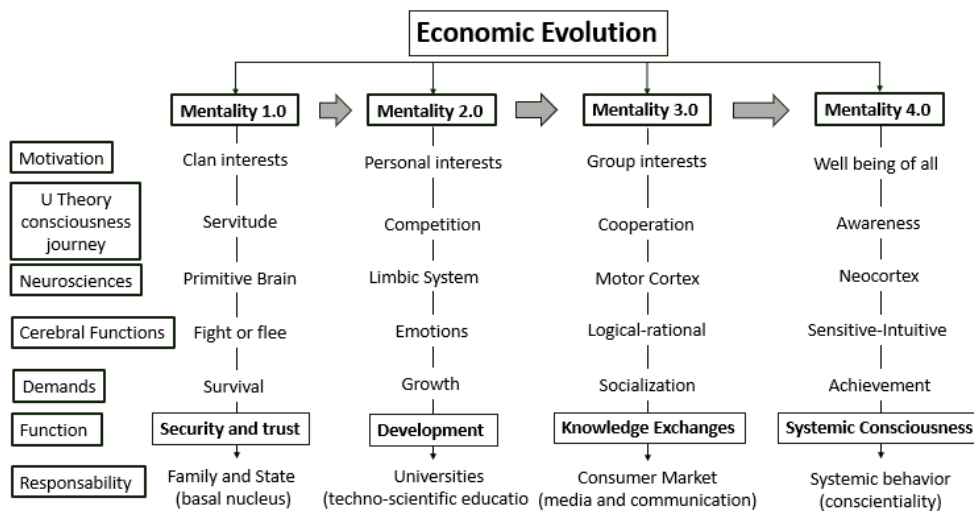 Economic Evolution
Mentality 1.0 Mentality 2.0 Mentality 3.0 Mentality 4.0
Motivation Clan interests Personal interests Group interests Well being of all
U Theory
consciousness
journey
Servitude Competition Cooperation Awareness
Neurosciences Primitive Brain Limbic System Motor Cortex Neocortex
Cerebral Functions Fight or flee Emotions Logical-rational Sensitive-Intuitive
Demands Survival Growth Socialization Achievement
Function Security and trust Development Knowledge Exchanges Systemic Consciousness
Responsability Family and State Universities Consumer Market Systemic behavior
(basal nucleus) (techno-scientific educatio (media and communication) (conscientiality)